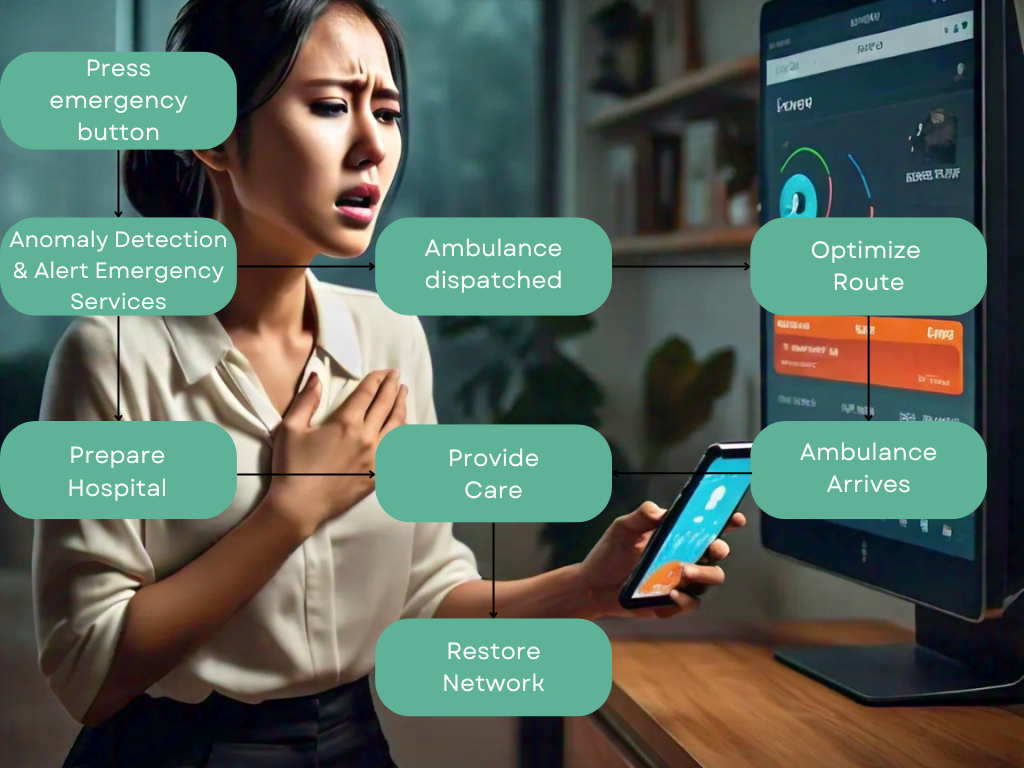 Press
emergency
button
Anomaly Detection
& Alert Emergency
Services
Ambulance
dispatched
Optimize
Route
Prepare
Hospital
Provide
Care
Ambulance
Arrives
Restore
Network